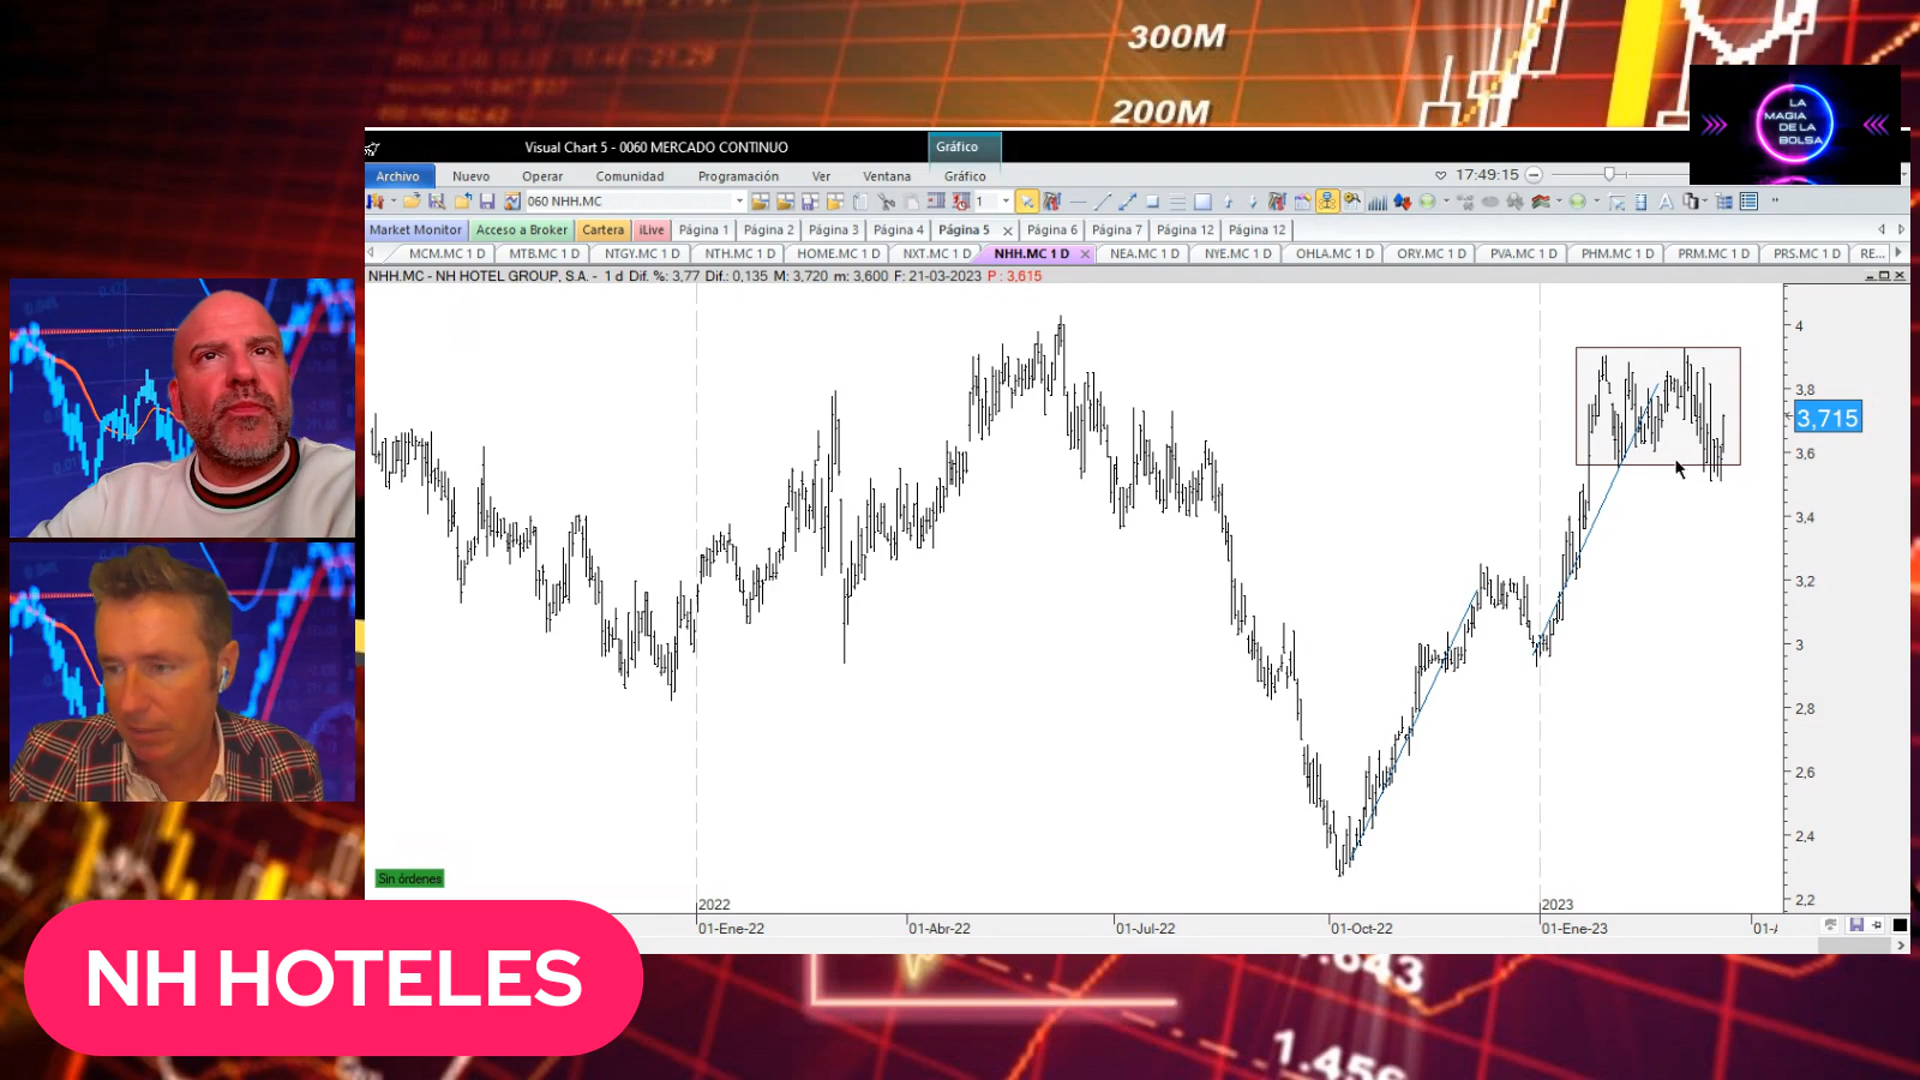 300M
200M
LA
MAGIA
DE LA
BOLSA
Visual Chart 5 - 0060 MERCADO CONTINUO
Gráfico
Archivo Nuevo Operar Comunidad Programación Ver Ventana Gráfico 17:49:15
060 NHH.MC 1
Market Monitor Acceso a Broker Cartera iLive Página 1 Página 2 Página 3 Página 4 Página 5 Página 6 Página 7 Página 12 Página 12
MCM.MC 1 D MTB.MC 1 D NTGY.MC 1 D NTH.MC 1 D HOME.MC 1 D NXT.MC 1 D NHH.MC 1 D NEA.MC 1 D NYE.MC 1 D OHLA.MC 1 D ORY.MC 1 D PVA.MC 1 D PHM.MC 1 D PRM.MC 1 D PRS.MC 1 D RE...
NHH.MC - NH HOTEL GROUP, S.A. - 1 d Dif. %: 3,77 Dif.: 0,135 M: 3,720 m: 3,600 F: 21-03-2023 P : 3,615
4
3,8
3,715
3,6
3,4
3,2
3
2,8
2,6
2,4
2,2
Sin órdenes
2022 2023
01-Ene-22 01-Abr-22 01-Jul-22 01-Oct-22 01-Ene-23
NH HOTELES